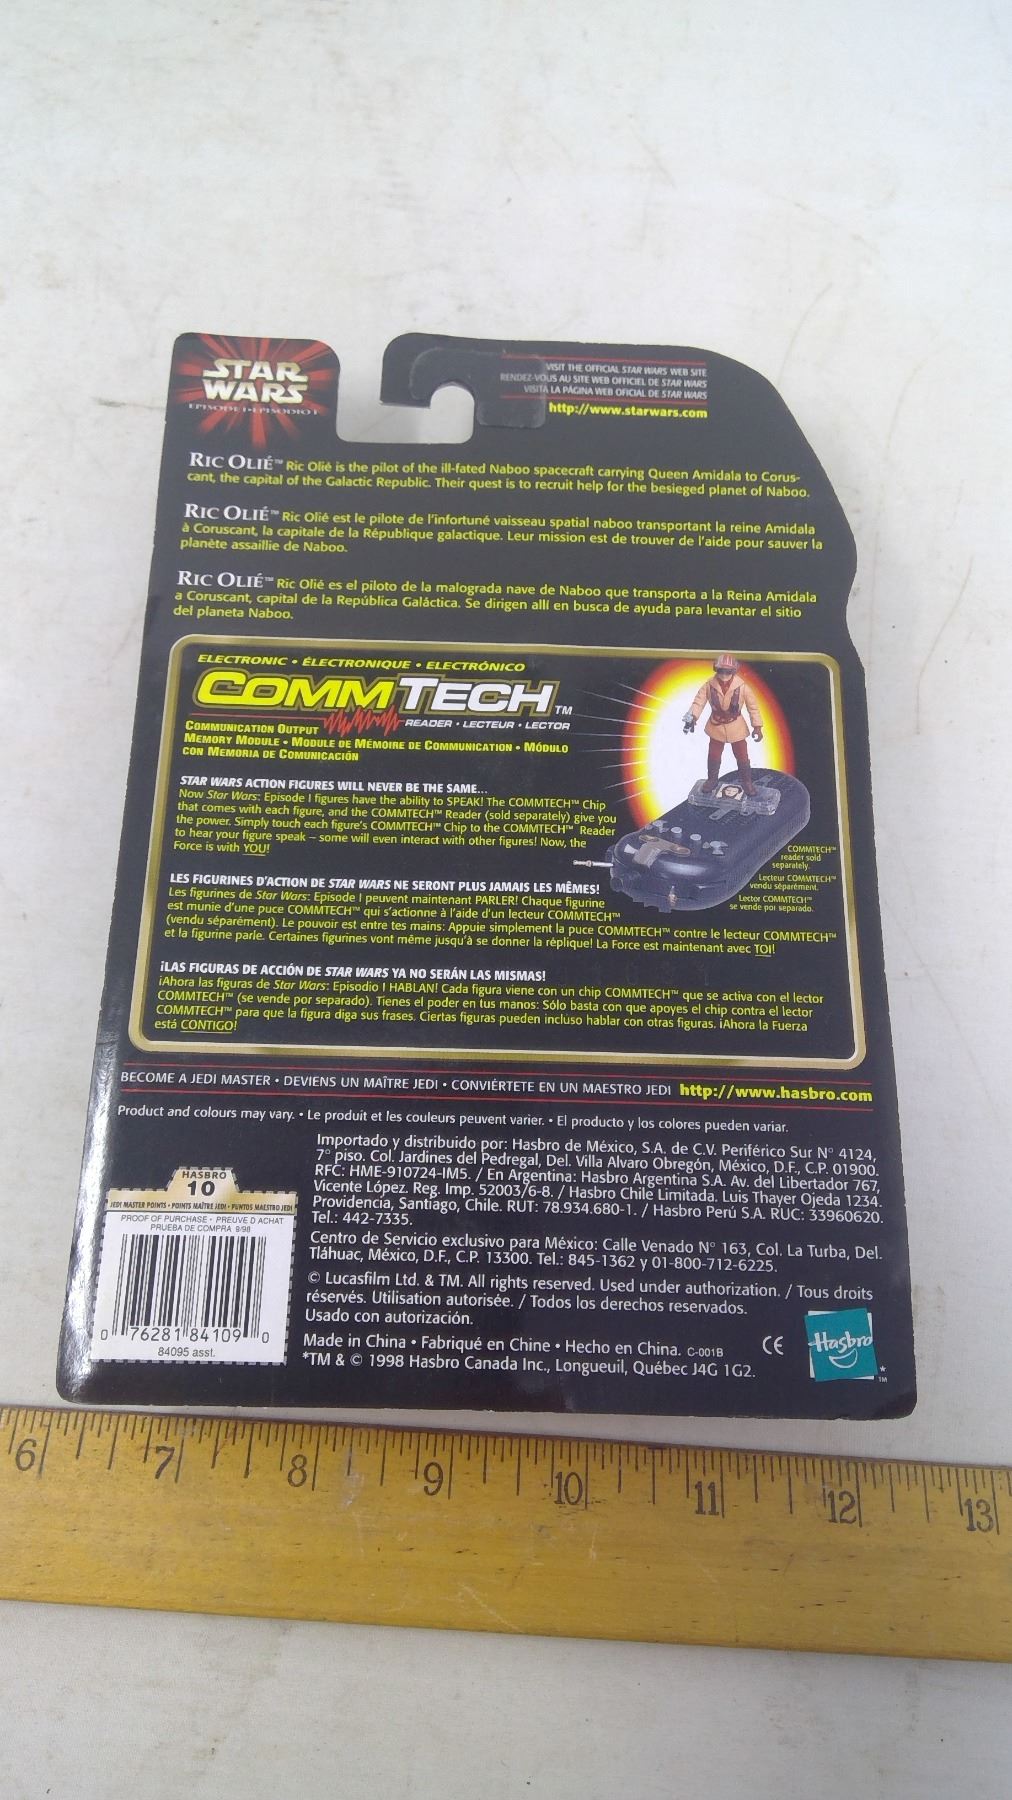 STAR
WARS
EPISODE I • EPISODIO I
VISIT THE OFFICIAL STAR WARS WEB SITE
RENDEZ-VOUS AU SITE WEB OFFICIEL DE STAR WARS
VISITA LA PÁGINA WEB OFICIAL DE STAR WARS
http://www.starwars.com
RIC OLIÉ™ Ric Olié is the pilot of the ill-fated Naboo spacecraft carrying Queen Amidala to Corus-
cant, the capital of the Galactic Republic. Their quest is to recruit help for the besieged planet of Naboo.
RIC OLIÉ™ Ric Olié est le pilote de l'infortuné vaisseau spatial naboo transportant la reine Amidala
à Coruscant, la capitale de la République galactique. Leur mission est de trouver de l'aide pour sauver la
planète assaillie de Naboo.
RIC OLIÉ™ Ric Olié es el piloto de la malograda nave de Naboo que transporta a la Reina Amidala
a Coruscant, capital de la República Galáctica. Se dirigen allí en busca de ayuda para levantar el sitio
del planeta Naboo.
ELECTRONIC • ÉLECTRONIQUE • ELECTRÓNICO
COMMTECH™
READER • LECTEUR • LECTOR
COMMUNICATION OUTPUT
MEMORY MODULE • MODULE DE MÉMOIRE DE COMMUNICATION • MÓDULO
CON MEMORIA DE COMUNICACIÓN
STAR WARS ACTION FIGURES WILL NEVER BE THE SAME...
Now Star Wars: Episode I figures have the ability to SPEAK! The COMMTECH™ Chip
that comes with each figure, and the COMMTECH™ Reader (sold separately) give you
the power. Simply touch each figure's COMMTECH™ Chip to the COMMTECH™ Reader
to hear your figure speak – some will even interact with other figures! Now, the
Force is with YOU!
COMMTECH™
reader sold
separately.
Lecteur COMMTECH™
vendu séparément.
Lector COMMTECH™
se vende por separado.
LES FIGURINES D'ACTION DE STAR WARS NE SERONT PLUS JAMAIS LES MÊMES!
Les figurines de Star Wars: Episode I peuvent maintenant PARLER! Chaque figurine
est munie d'une puce COMMTECH™ qui s'actionne à l'aide d'un lecteur COMMTECH™
(vendu séparément). Le pouvoir est entre tes mains: Appuie simplement la puce COMMTECH™ contre le lecteur COMMTECH™
et la figurine parle. Certaines figurines vont même jusqu'à se donner la réplique! La Force est maintenant avec TOI!
¡LAS FIGURAS DE ACCIÓN DE STAR WARS YA NO SERÁN LAS MISMAS!
¡Ahora las figuras de Star Wars: Episodio I HABLAN! Cada figura viene con un chip COMMTECH™ que se activa con el lector
COMMTECH™ (se vende por separado). Tienes el poder en tus manos: Sólo basta con que apoyes el chip contra el lector
COMMTECH™ para que la figura diga sus frases. Ciertas figuras pueden incluso hablar con otras figuras. ¡Ahora la Fuerza
está CONTIGO!
BECOME A JEDI MASTER • DEVIENS UN MAÎTRE JEDI • CONVIÉRTETE EN UN MAESTRO JEDI http://www.hasbro.com
Product and colours may vary. • Le produit et les couleurs peuvent varier. • El producto y los colores pueden variar.
HASBRO
10
JEDI MASTER POINTS • POINTS MAÎTRE JEDI • PUNTOS MAESTRO JEDI
PROOF OF PURCHASE - PREUVE D ACHAT
PRUEBA DE COMPRA 9/98
0 76281 84109 0
84095 asst.
Importado y distribuido por: Hasbro de México, S.A. de C.V. Periférico Sur N° 4124,
7° piso. Col. Jardines del Pedregal, Del. Villa Alvaro Obregón, México, D.F., C.P. 01900.
RFC: HME-910724-IM5. / En Argentina: Hasbro Argentina S.A. Av. del Libertador 767,
Vicente López. Reg. Imp. 52003/6-8. / Hasbro Chile Limitada. Luis Thayer Ojeda 1234.
Providencia, Santiago, Chile. RUT: 78.934.680-1. / Hasbro Perú S.A. RUC: 33960620.
Tel.: 442-7335.
Centro de Servicio exclusivo para México: Calle Venado N° 163, Col. La Turba, Del.
Tláhuac, México, D.F., C.P. 13300. Tel.: 845-1362 y 01-800-712-6225.
© Lucasfilm Ltd. & TM. All rights reserved. Used under authorization. / Tous droits
réservés. Utilisation autorisée. / Todos los derechos reservados.
Usado con autorización.
Made in China • Fabriqué en Chine • Hecho en China. C-001B
*TM & © 1998 Hasbro Canada Inc., Longueuil, Québec J4G 1G2.
CE
Hasbro
*
TM
6 7 8 9 10 11 12 13